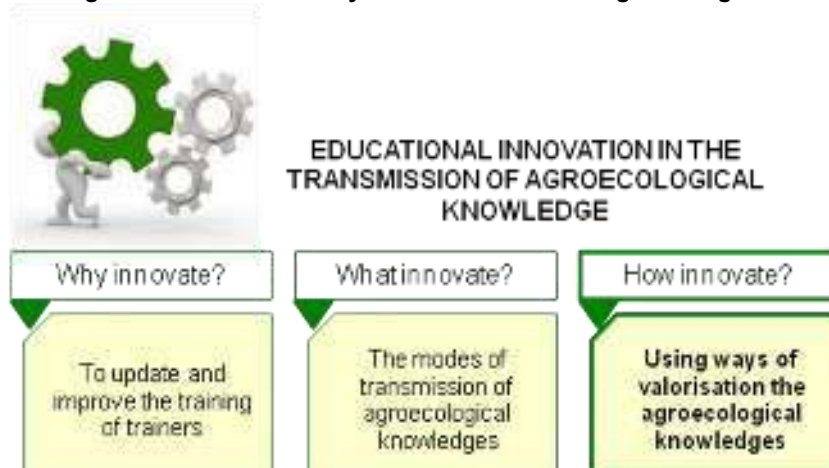 EDUCATIONAL INNOVATION IN THE
TRANSMISSION OF AGROECOLOGICAL
KNOWLEDGE
Why innovate?
What innovate?
How innovate?
To update and
improve the training
of trainers
The modes of
transmission of
agroecological
knowledges
Using ways of
valorisation the
agroecological
knowledges